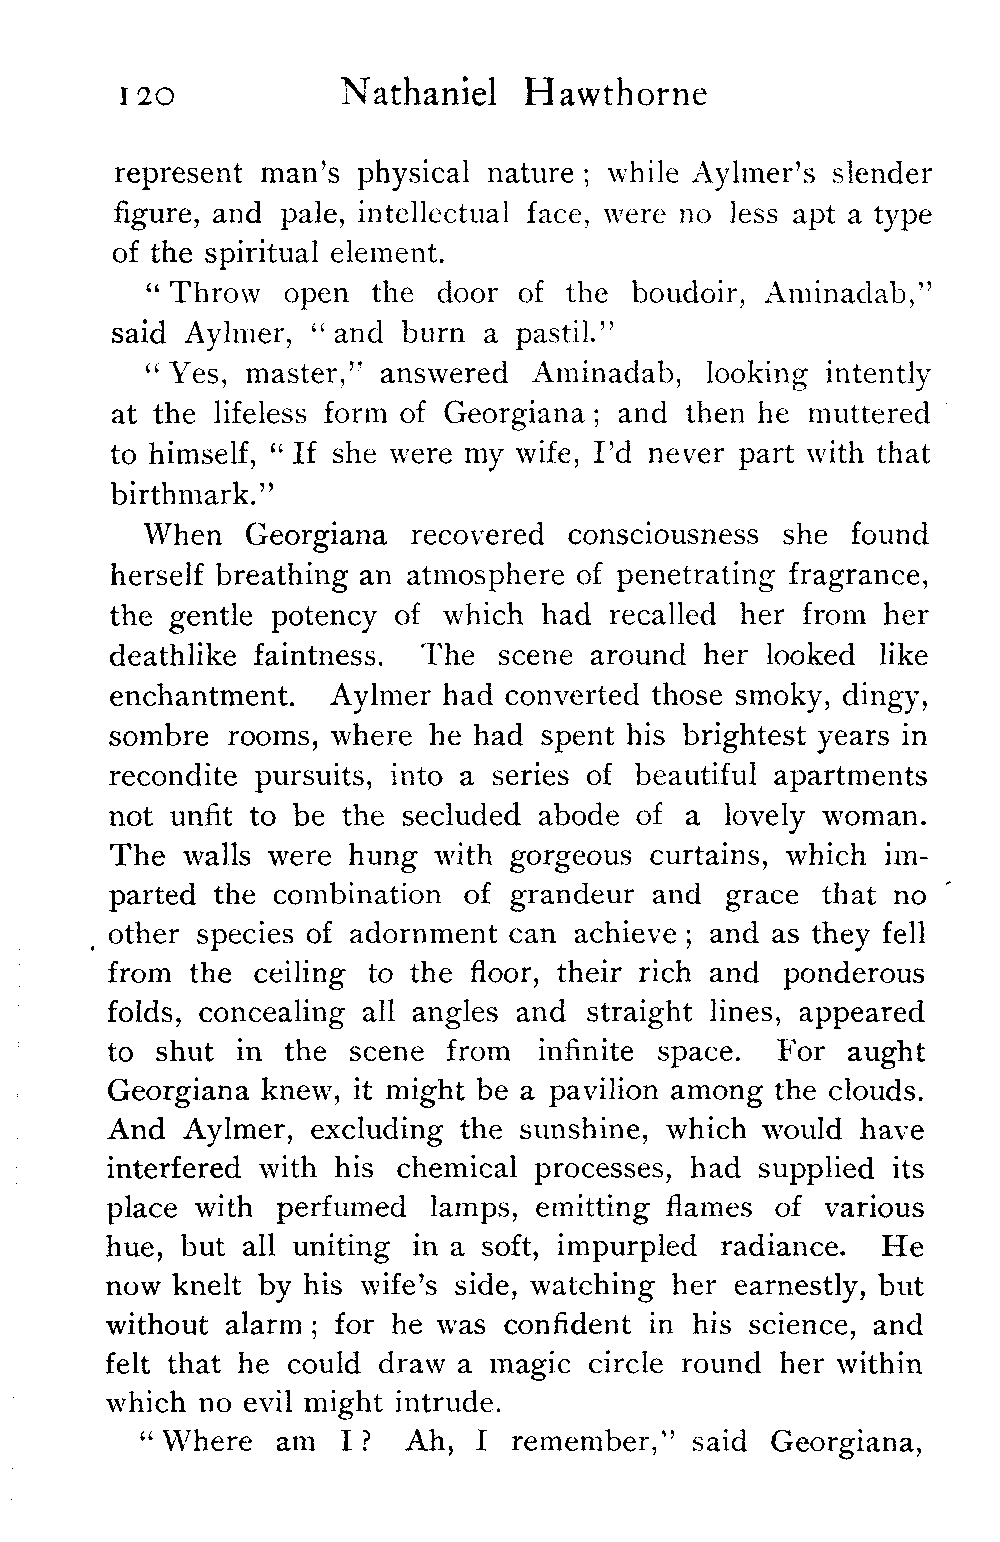 120 Nathaniel Hawthorne
represent man's physical nature ; while Aylmer's slender
figure, and pale, intellectual face, were no less apt a type
of the spiritual element.
“ Throw open the door of the boudoir, Aminadab,”
said Aylmer, “ and burn a pastil.”
“ Yes, master,” answered Aminadab, looking intently
at the lifeless form of Georgiana ; and then he muttered
to himself, “ If she were my wife, I'd never part with that
birthmark.”
When Georgiana recovered consciousness she found
herself breathing an atmosphere of penetrating fragrance,
the gentle potency of which had recalled her from her
deathlike faintness. The scene around her looked like
enchantment. Aylmer had converted those smoky, dingy,
sombre rooms, where he had spent his brightest years in
recondite pursuits, into a series of beautiful apartments
not unfit to be the secluded abode of a lovely woman.
The walls were hung with gorgeous curtains, which im-
parted the combination of grandeur and grace that no
other species of adornment can achieve ; and as they fell
from the ceiling to the floor, their rich and ponderous
folds, concealing all angles and straight lines, appeared
to shut in the scene from infinite space. For aught
Georgiana knew, it might be a pavilion among the clouds.
And Aylmer, excluding the sunshine, which would have
interfered with his chemical processes, had supplied its
place with perfumed lamps, emitting flames of various
hue, but all uniting in a soft, impurpled radiance. He
now knelt by his wife's side, watching her earnestly, but
without alarm ; for he was confident in his science, and
felt that he could draw a magic circle round her within
which no evil might intrude.
“ Where am I ? Ah, I remember,” said Georgiana,